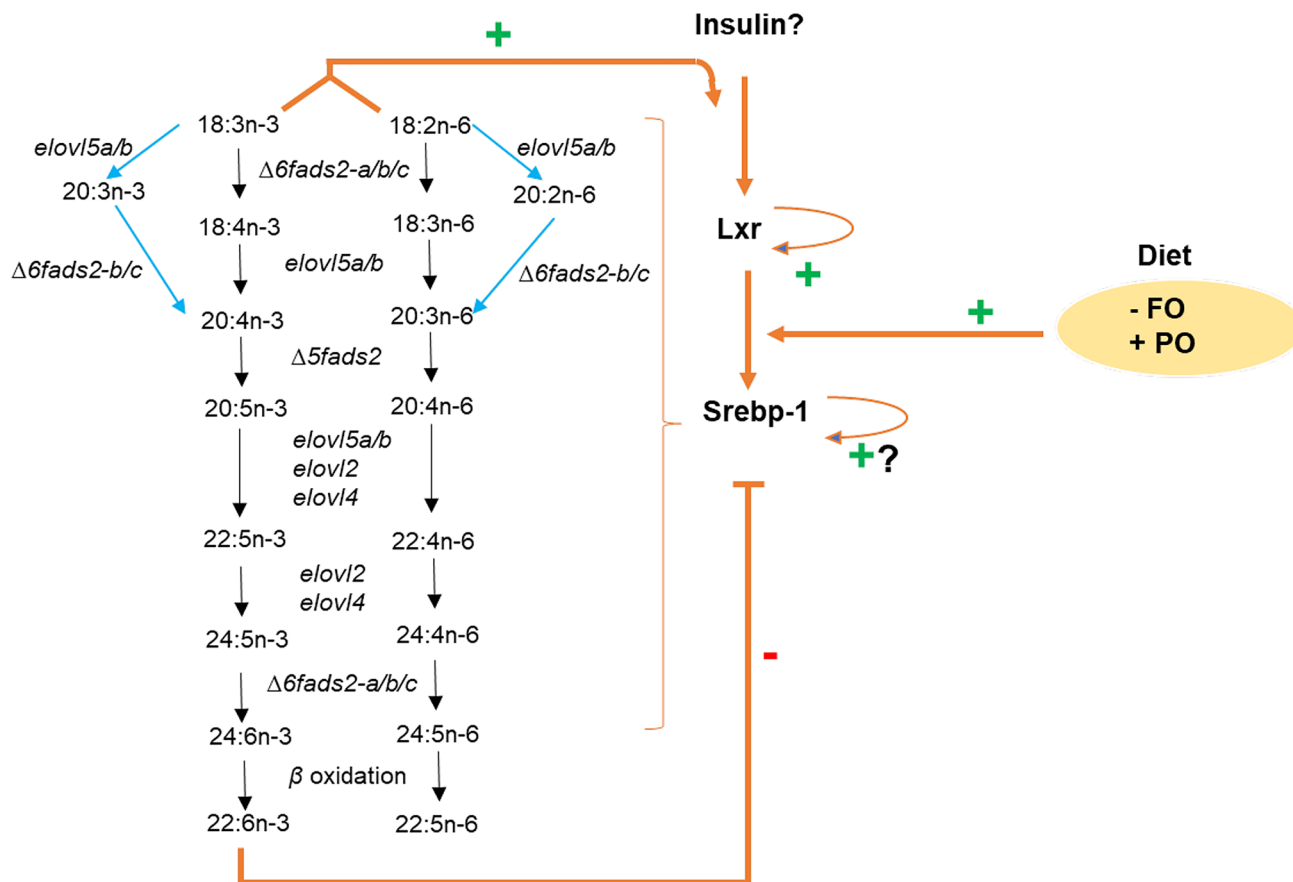 +
Insulin?
18:3n-3
18:2n-6
elovl5a/b
elovl5a/b
Δ6fads2-a/b/c
20:3n-3
20:2n-6
18:4n-3
18:3n-6
Lxr
elovl5a/b
Δ6fads2-b/c
Δ6fads2-b/c
+
Diet
- FO
+ PO
+
20:4n-3
20:3n-6
Δ5fads2
20:5n-3
20:4n-6
Srebp-1
+?
elovl5a/b
elovl2
elovl4
22:5n-3
22:4n-6
elovl2
elovl4
24:5n-3
24:4n-6
-
Δ6fads2-a/b/c
24:6n-3
24:5n-6
β oxidation
22:6n-3
22:5n-6